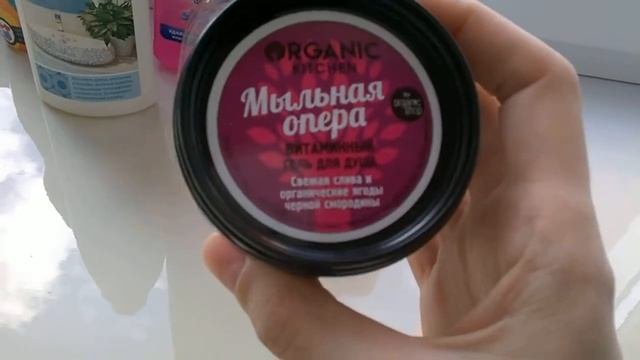 ORGANIC
KITCHEN
Мыльная
опера
ВИТАМИННЫЙ
ГЕЛЬ ДЛЯ ДУША
Свежая слива и
органические ягоды
черной смородины